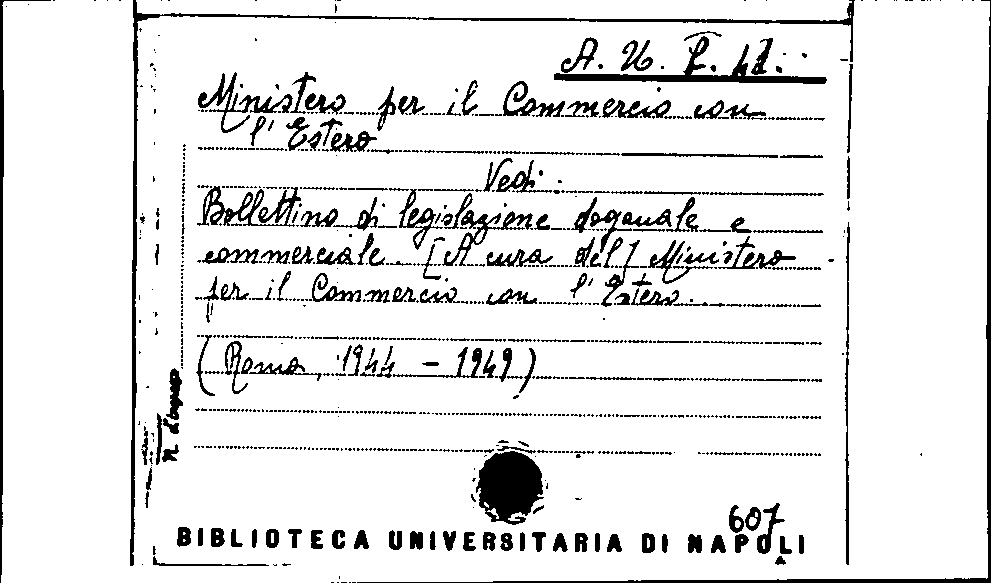 A. U. P. 41.
Ministero per il Commercio con
l'Estero
Vedi:
Bollettino di legislazione doganale e
commerciale. [A cura del] Ministero
per il Commercio con l'Estero.
(Roma, 1944 - 1949)
N. d'ingresso
607
BIBLIOTECA UNIVERSITARIA DI NAPOLI